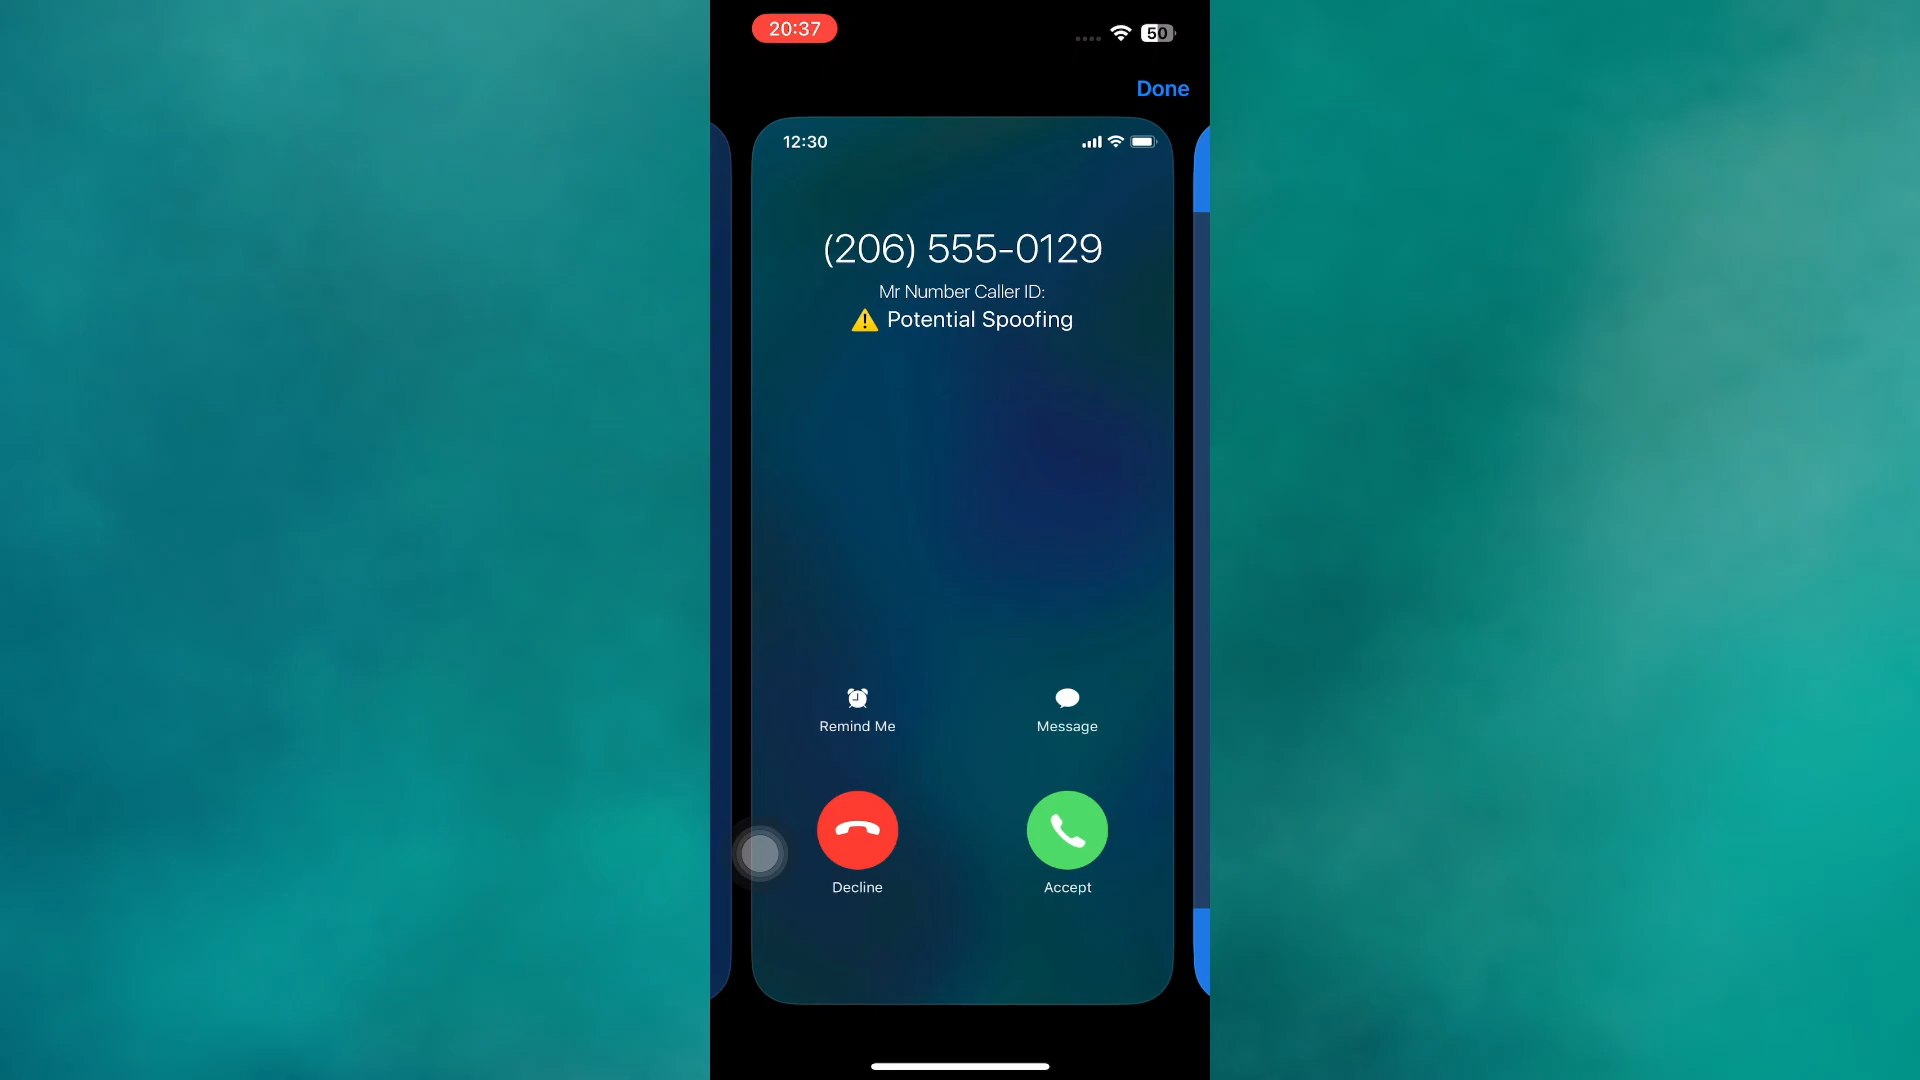 20:37
50
Done
12:30
(206) 555-0129
Mr Number Caller ID:
Potential Spoofing
Remind Me
Message
Decline
Accept